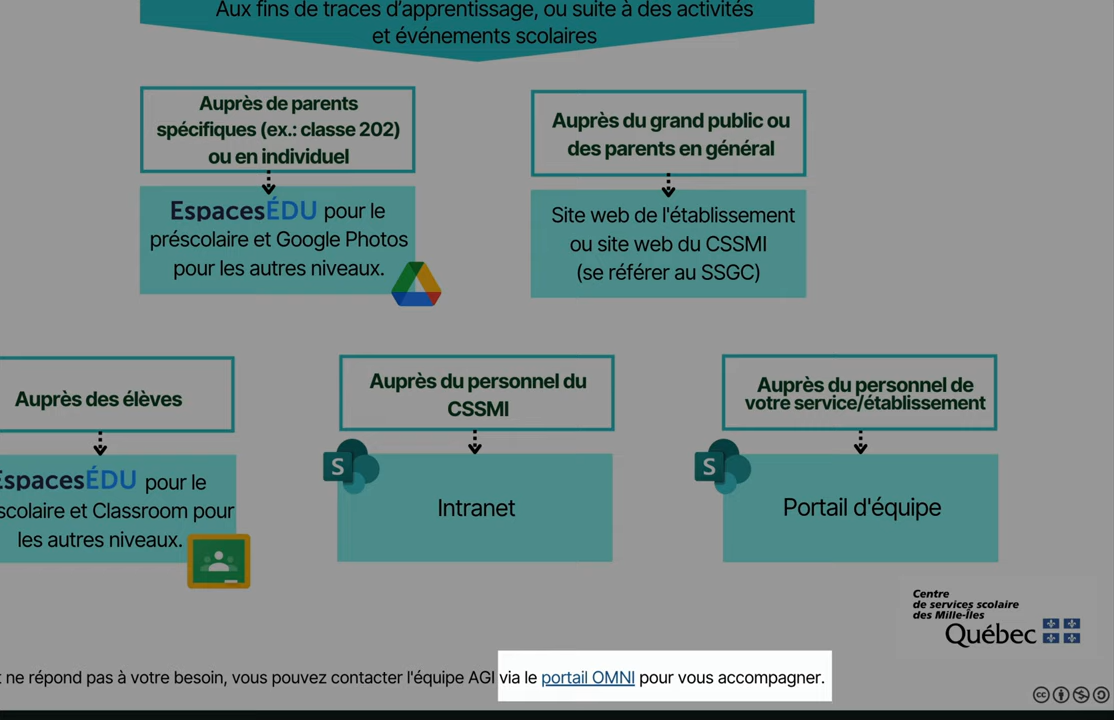 Aux fins de traces d'apprentissage, ou suite à des activités
et événements scolaires
Auprès de parents
spécifiques (ex.: classe 202)
ou en individuel
Auprès du grand public ou
des parents en général
EspacesÉDU pour le
préscolaire et Google Photos
pour les autres niveaux.
Site web de l'établissement
ou site web du CSSMI
(se référer au SSGC)
Auprès des élèves
Auprès du personnel du
CSSMI
Auprès du personnel de
votre service/établissement
EspacesÉDU pour le
scolaire et Classroom pour
les autres niveaux.
S
Intranet
S
Portail d'équipe
Centre
de services scolaire
des Mille-Îles
Québec
ne répond pas à votre besoin, vous pouvez contacter l'équipe AGI via le portail OMNI pour vous accompagner.
cc